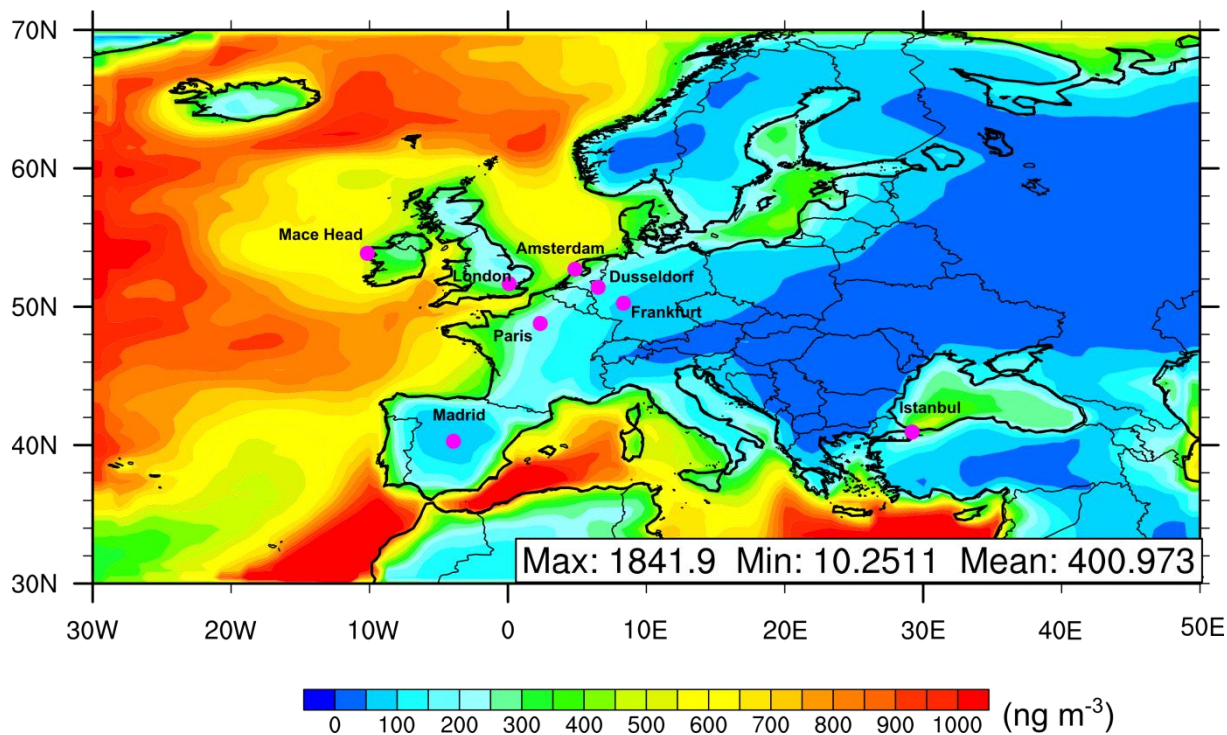 70N
60N
50N
40N
30N
Mace Head
Amsterdam
London
Dusseldorf
Frankfurt
Paris
Madrid
Istanbul
Max: 1841.9 Min: 10.2511 Mean: 400.973
30W 20W 10W 0 10E 20E 30E 40E 50E
0 100 200 300 400 500 600 700 800 900 1000 (ng m-3)